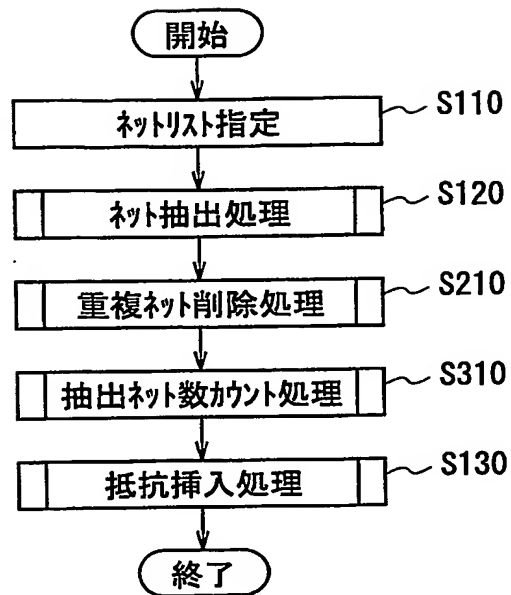 開始
ネットリスト指定 S110
ネット抽出処理 S120
重複ネット削除処理 S210
抽出ネット数カウント処理 S310
抵抗挿入処理 S130
終了